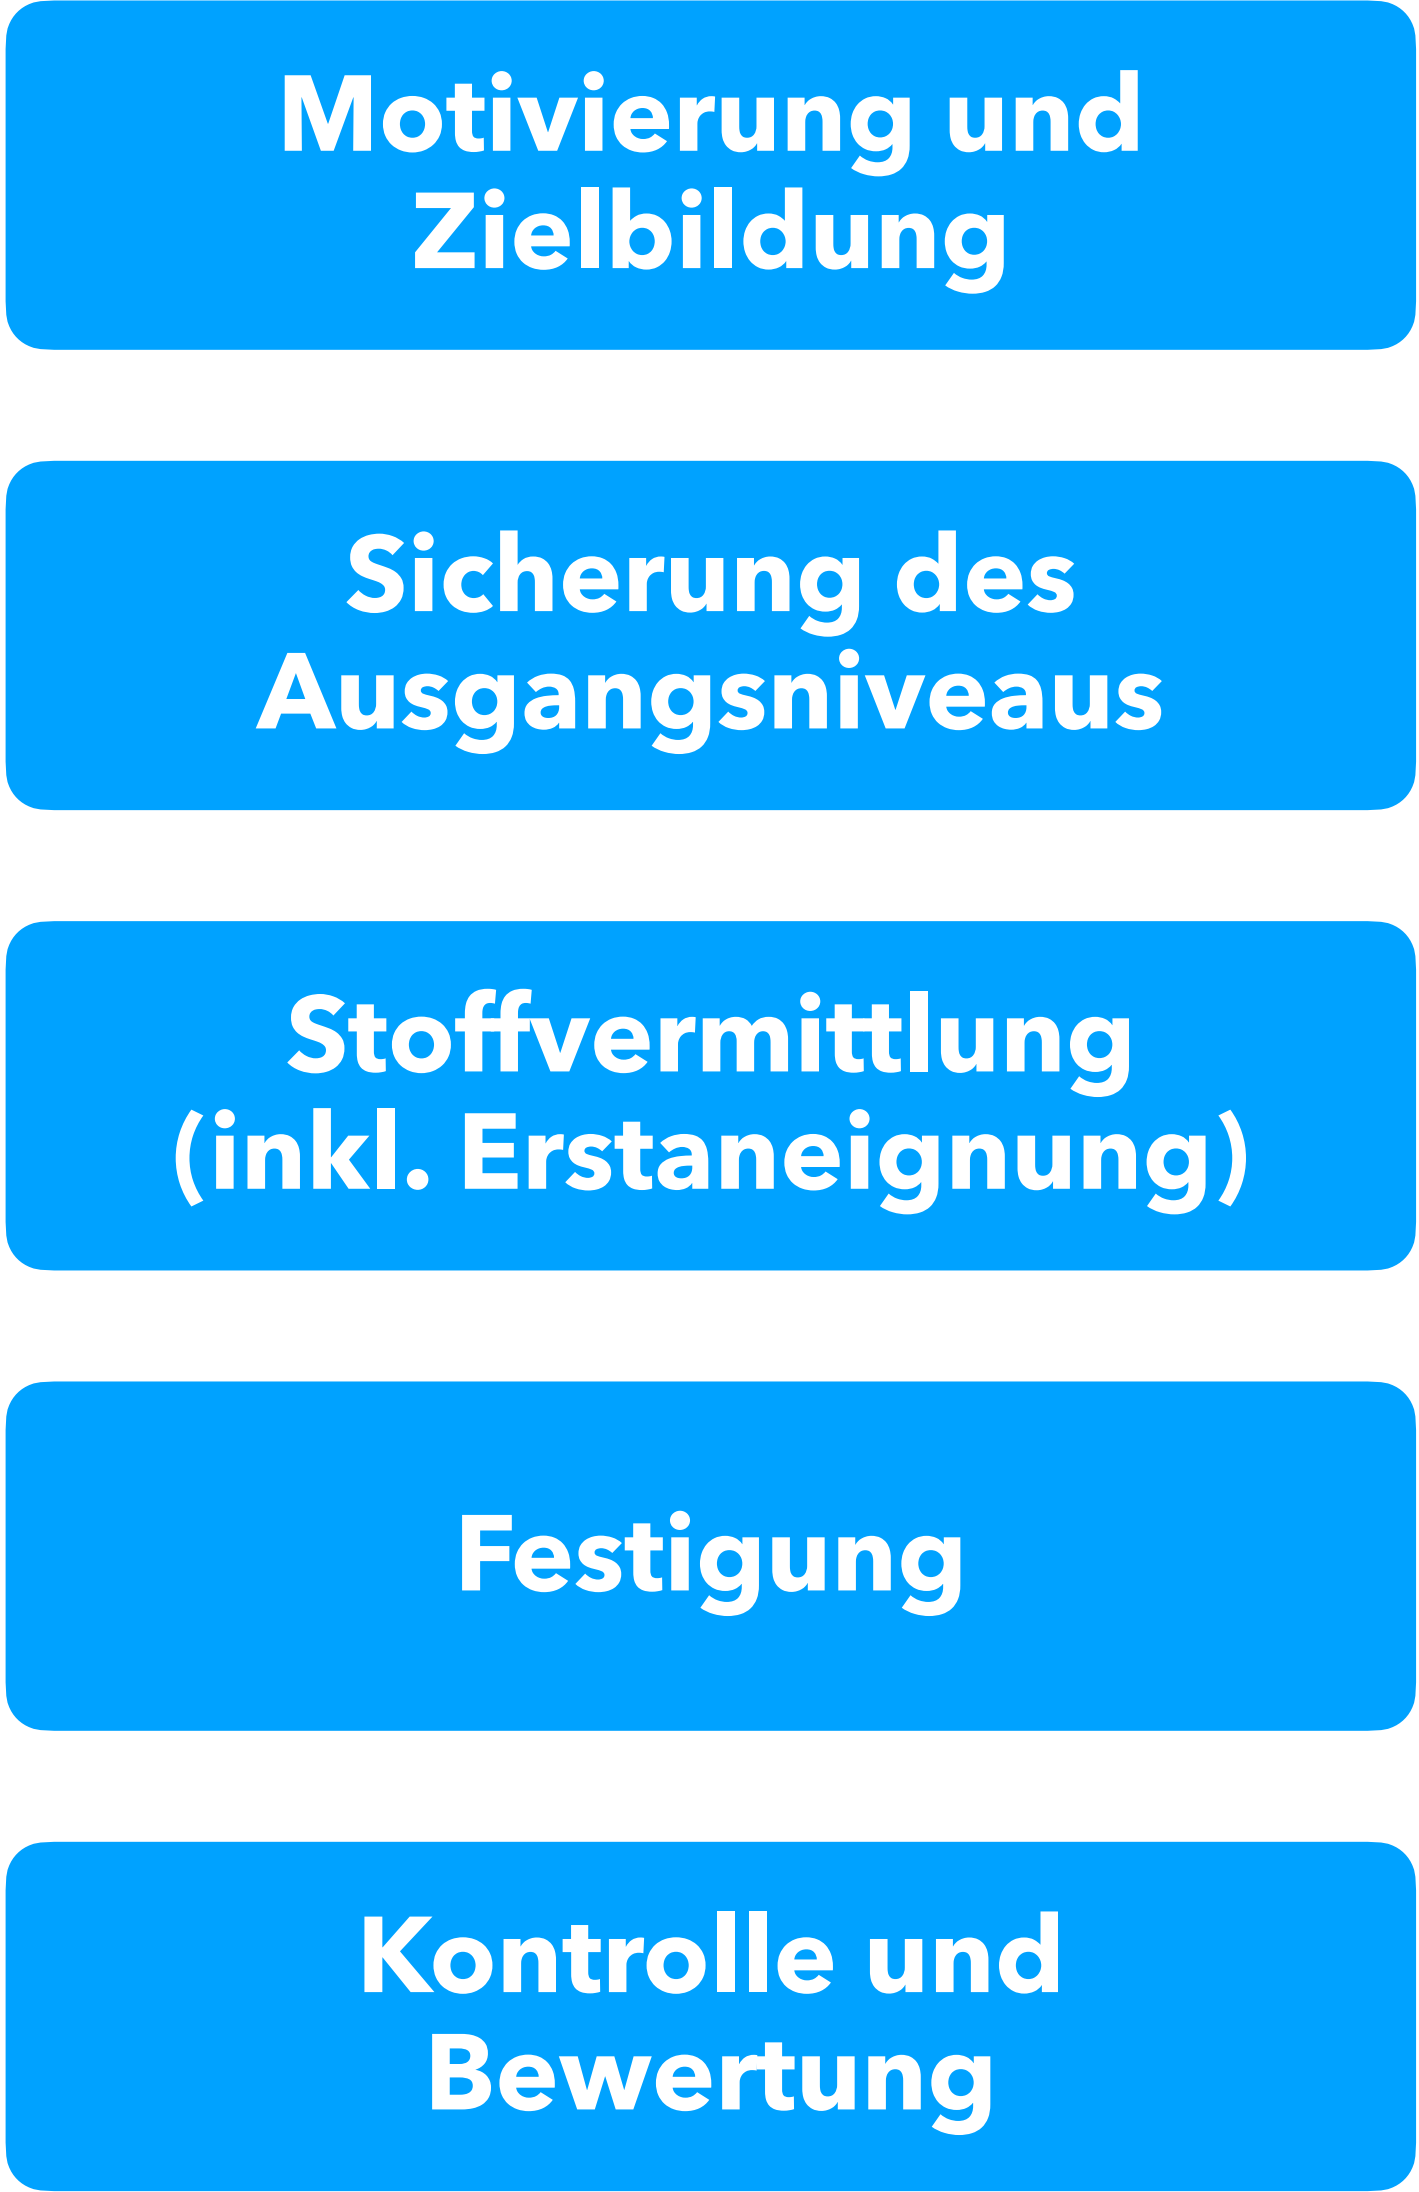 Motivierung und
Zielbildung
Sicherung des
Ausgangsniveaus
Stoffvermittlung
(inkl. Erstaneignung)
Festigung
Kontrolle und
Bewertung